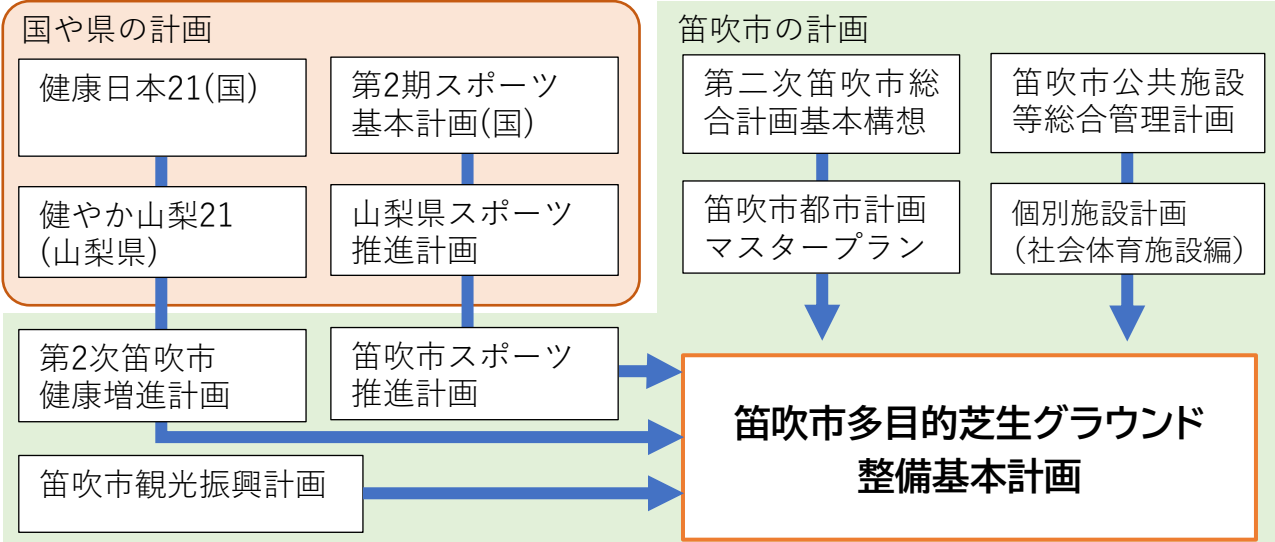 国や県の計画
健康日本21(国)
第2期スポーツ
基本計画(国)
健やか山梨21
(山梨県)
山梨県スポーツ
推進計画
笛吹市の計画
第二次笛吹市総
合計画基本構想
笛吹市公共施設
等総合管理計画
笛吹市都市計画
マスタープラン
個別施設計画
(社会体育施設編)
第2次笛吹市
健康増進計画
笛吹市スポーツ
推進計画
笛吹市観光振興計画
笛吹市多目的芝生グラウンド
整備基本計画